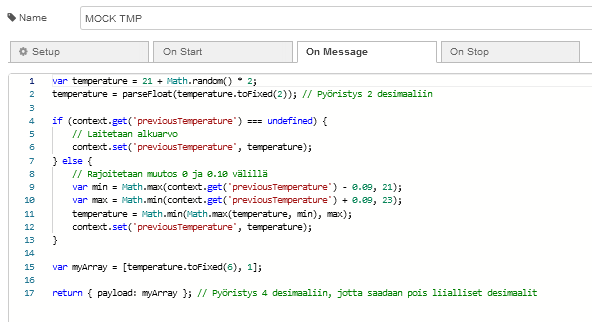 Name MOCK TMP
Setup On Start On Message On Stop
1 var temperature = 21 + Math.random() * 2;
2 temperature = parseFloat(temperature.toFixed(2)); // Pyöristys 2 desimaaliin
3
4 if (context.get('previousTemperature') === undefined) {
5 // Laitetaan alkuarvo
6 context.set('previousTemperature', temperature);
7 } else {
8 // Rajoitetaan muutos 0 ja 0.10 välillä
9 var min = Math.max(context.get('previousTemperature') - 0.09, 21);
10 var max = Math.min(context.get('previousTemperature') + 0.09, 23);
11 temperature = Math.min(Math.max(temperature, min), max);
12 context.set('previousTemperature', temperature);
13 }
14
15 var myArray = [temperature.toFixed(6), 1];
16
17 return { payload: myArray }; // Pyöristys 4 desimaaliin, jotta saadaan pois liialliset desimaalit